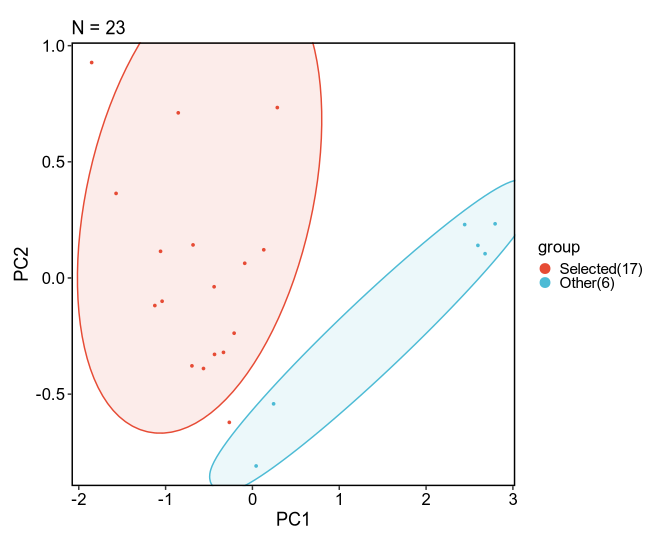 N = 23
1.0
0.5
0.0
-0.5
PC2
-2 -1 0 1 2 3
PC1
group
Selected(17)
Other(6)